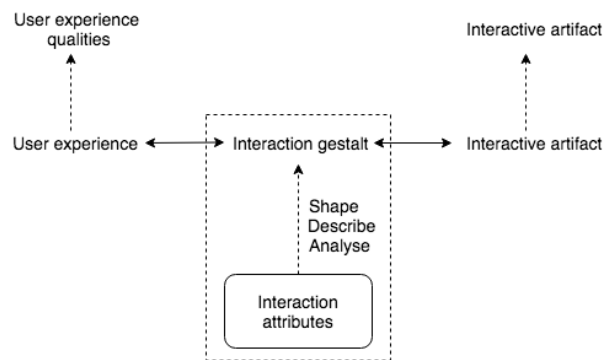 User experience
qualities
Interactive artifact
User experience
Interaction gestalt
Interactive artifact
Shape
Describe
Analyse
Interaction
attributes